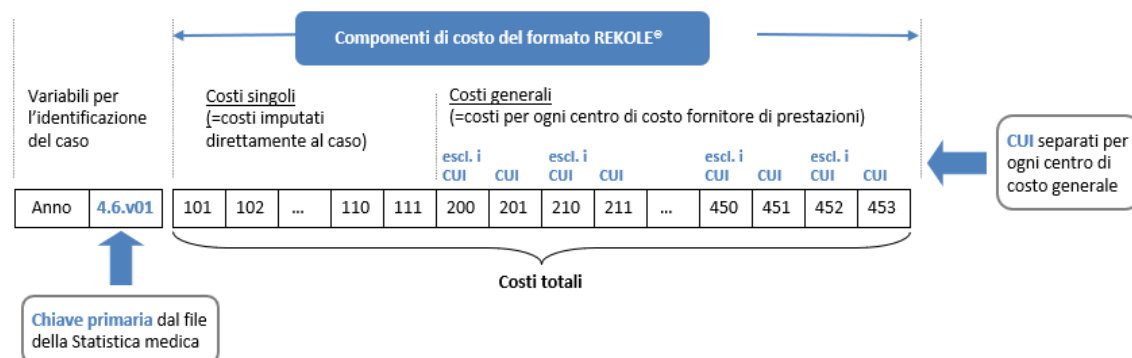 Componenti di costo del formato REKOLE®
Variabili per
l'identificazione
del caso
Costi singoli
(=costi imputati
direttamente al caso)
Costi generali
(=costi per ogni centro di costo fornitore di prestazioni)
escl. i
CUI
CUI
escl. i
CUI
CUI
escl. i
CUI
CUI
escl. i
CUI
CUI
CUI separati per
ogni centro di
costo generale
Anno 4.6.v01 101 102 ... 110 111 200 201 210 211 ... 450 451 452 453
Costi totali
Chiave primaria dal file
della Statistica medica